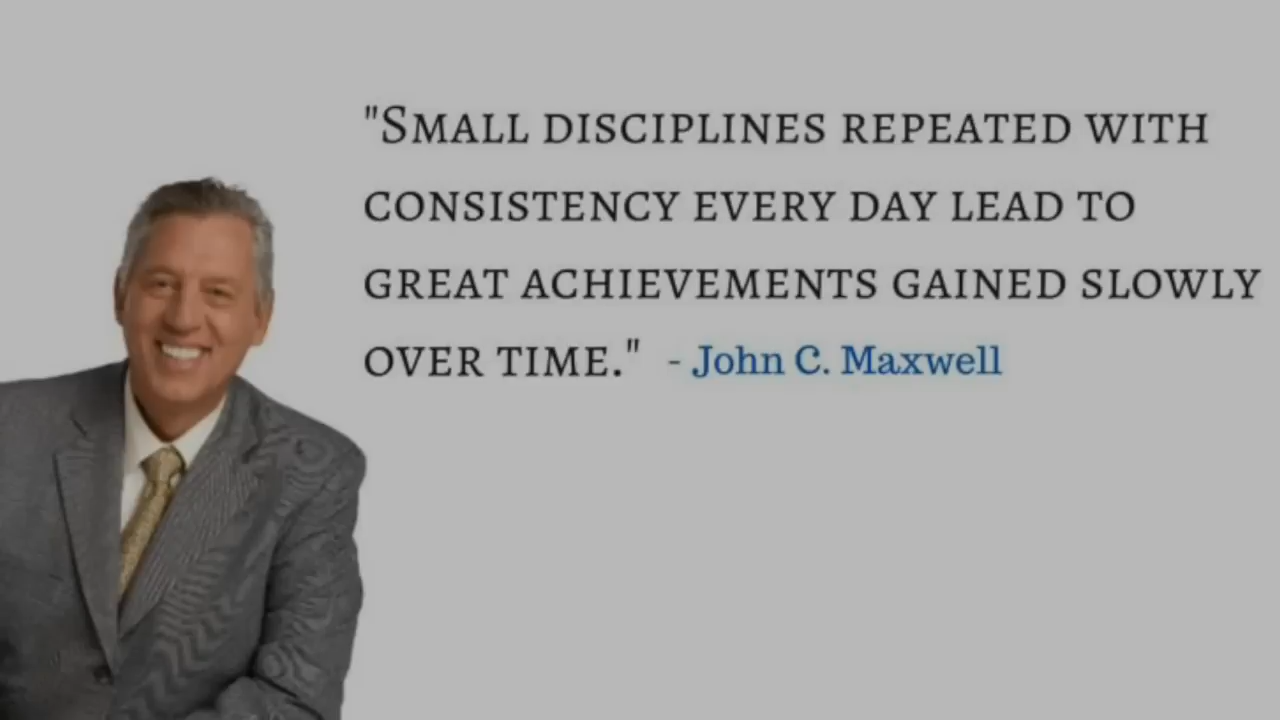 "Small disciplines repeated with
consistency every day lead to
great achievements gained slowly
over time." - John C. Maxwell